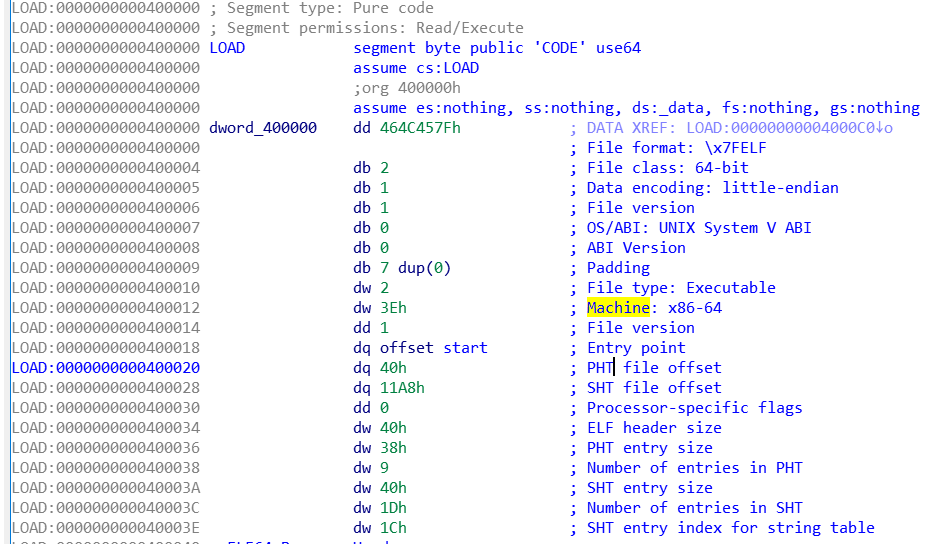 LOAD:0000000000400000 ; Segment type: Pure code
LOAD:0000000000400000 ; Segment permissions: Read/Execute
LOAD:0000000000400000 LOAD segment byte public 'CODE' use64
LOAD:0000000000400000 assume cs:LOAD
LOAD:0000000000400000 ;org 400000h
LOAD:0000000000400000 assume es:nothing, ss:nothing, ds:_data, fs:nothing, gs:nothing
LOAD:0000000000400000 dword_400000 dd 464C457Fh ; DATA XREF: LOAD:00000000004000C0↓o
LOAD:0000000000400000 ; File format: \x7FELF
LOAD:0000000000400004 db 2 ; File class: 64-bit
LOAD:0000000000400005 db 1 ; Data encoding: little-endian
LOAD:0000000000400006 db 1 ; File version
LOAD:0000000000400007 db 0 ; OS/ABI: UNIX System V ABI
LOAD:0000000000400008 db 0 ; ABI Version
LOAD:0000000000400009 db 7 dup(0) ; Padding
LOAD:0000000000400010 dw 2 ; File type: Executable
LOAD:0000000000400012 dw 3Eh ; Machine: x86-64
LOAD:0000000000400014 dd 1 ; File version
LOAD:0000000000400018 dq offset start ; Entry point
LOAD:0000000000400020 dq 40h ; PHT file offset
LOAD:0000000000400028 dq 11A8h ; SHT file offset
LOAD:0000000000400030 dd 0 ; Processor-specific flags
LOAD:0000000000400034 dw 40h ; ELF header size
LOAD:0000000000400036 dw 38h ; PHT entry size
LOAD:0000000000400038 dw 9 ; Number of entries in PHT
LOAD:000000000040003A dw 40h ; SHT entry size
LOAD:000000000040003C dw 1Dh ; Number of entries in SHT
LOAD:000000000040003E dw 1Ch ; SHT entry index for string table